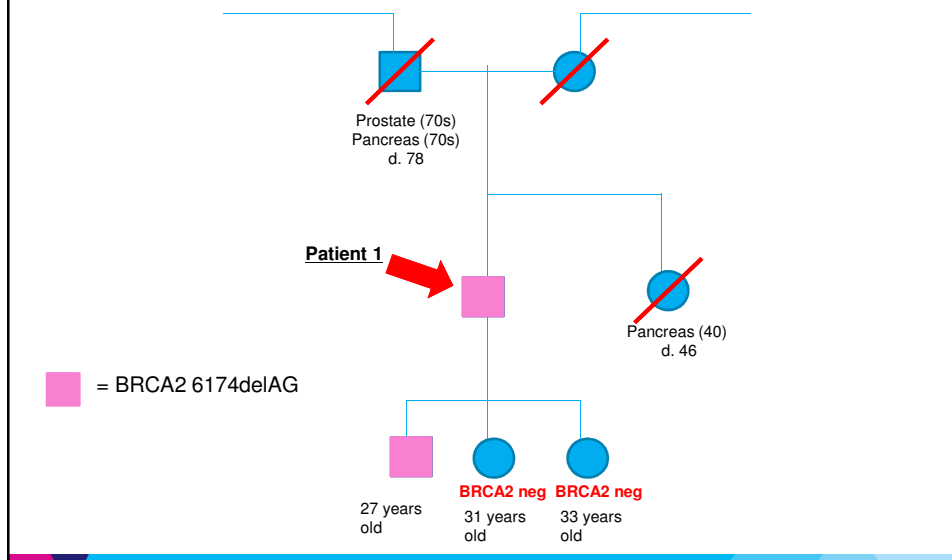 Prostate (70s)
Pancreas (70s)
d. 78
Patient 1
Pancreas (40)
d. 46
= BRCA2 6174delAG
BRCA2 neg
BRCA2 neg
27 years
old
31 years
old
33 years
old